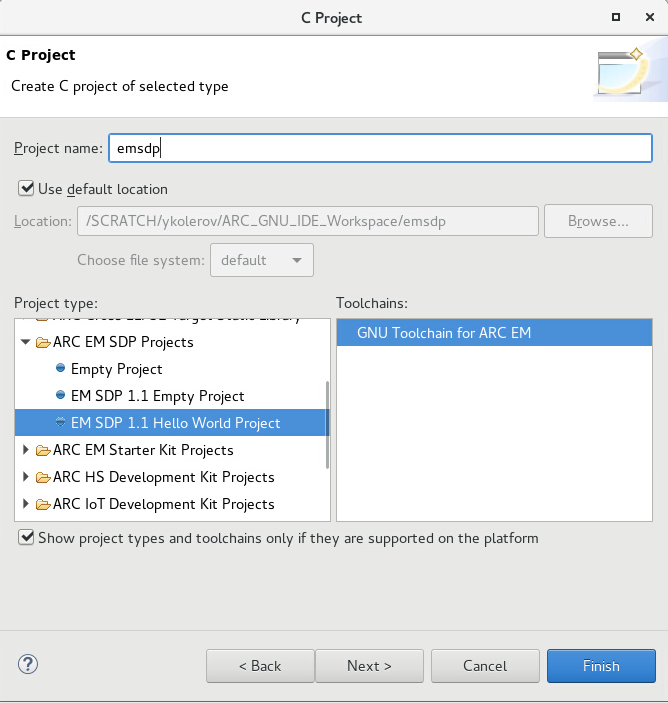 C Project
C Project
Create C project of selected type
Project name: emsdp
Use default location
Location: /SCRATCH/ykolerov/ARC_GNU_IDE_Workspace/emsdp Browse...
Choose file system: default
Project type: Toolchains:
GNU Toolchain for ARC EM
ARC EM SDP Projects
Empty Project
EM SDP 1.1 Empty Project
EM SDP 1.1 Hello World Project
ARC EM Starter Kit Projects
ARC HS Development Kit Projects
ARC IoT Development Kit Projects
Show project types and toolchains only if they are supported on the platform
? < Back Next > Cancel Finish